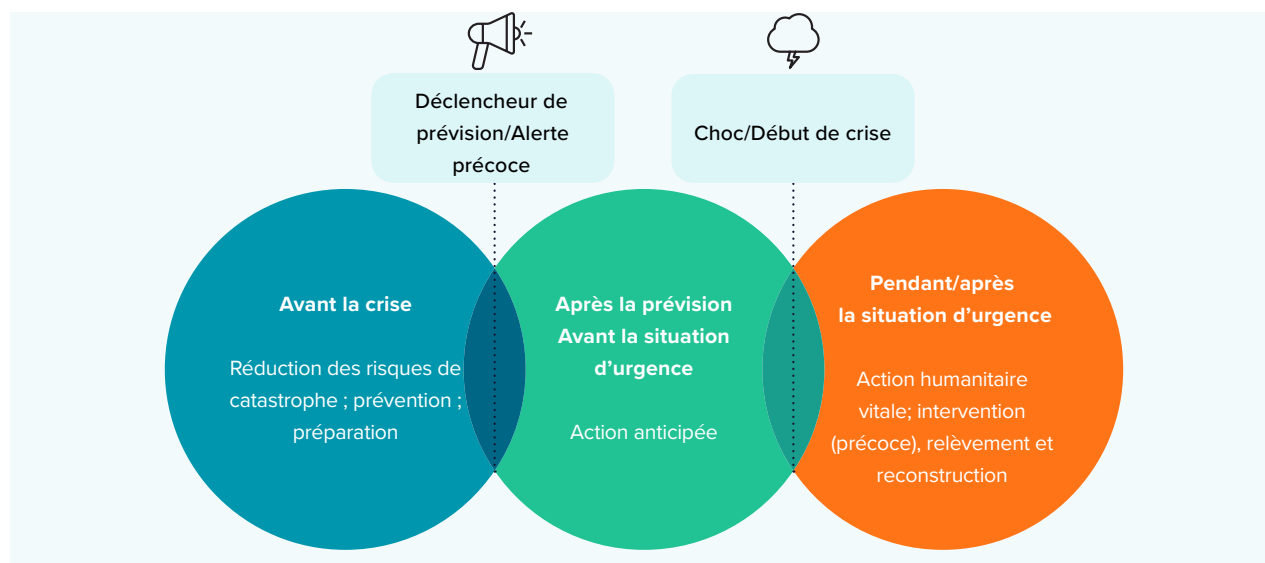 Déclencheur de
prévision/Alerte
précoce
Choc/Début de crise
Avant la crise
Réduction des risques de
catastrophe ; prévention ;
préparation
Après la prévision
Avant la situation
d’urgence
Action anticipée
Pendant/après
la situation d’urgence
Action humanitaire
vitale; intervention
(précoce), relèvement et
reconstruction